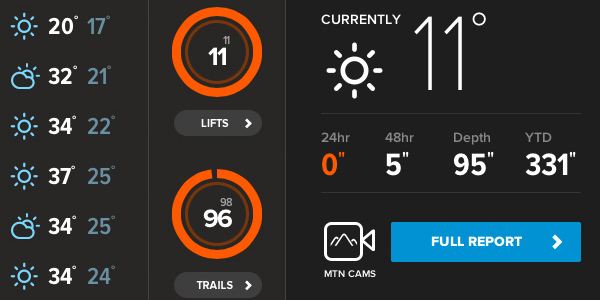 20° 17°
32° 21°
34° 22°
37° 25°
34° 25°
34° 24°
11
11
LIFTS
98
96
TRAILS
CURRENTLY 11°
24hr 48hr Depth YTD
0" 5" 95" 331"
MTN CAMS
FULL REPORT